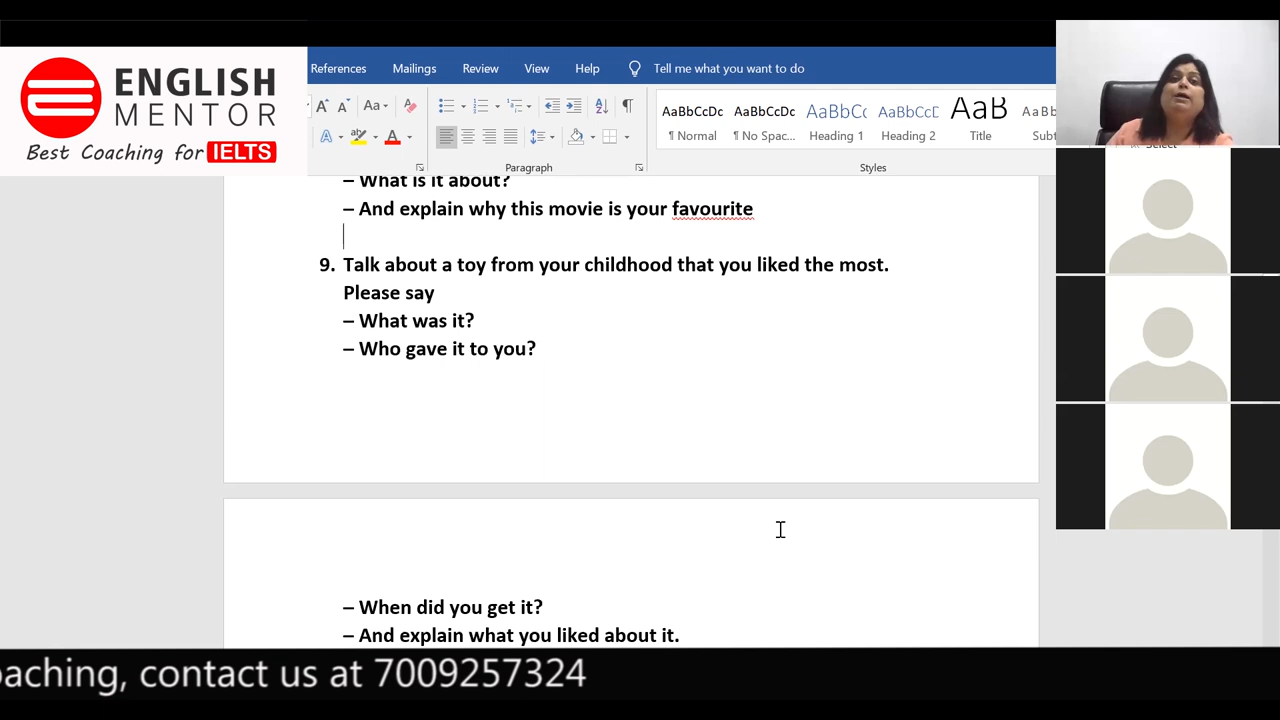 ENGLISH
MENTOR
Best Coaching for IELTS
References Mailings Review View Help Tell me what you want to do
Aa
AaBbCcDc AaBbCcDc AaBbCc AaBbCcC AaB
¶ Normal ¶ No Spac... Heading 1 Heading 2 Title Subt
Paragraph Styles
– What is it about?
– And explain why this movie is your favourite
9. Talk about a toy from your childhood that you liked the most.
Please say
– What was it?
– Who gave it to you?
– When did you get it?
– And explain what you liked about it.
oaching, contact us at 7009257324